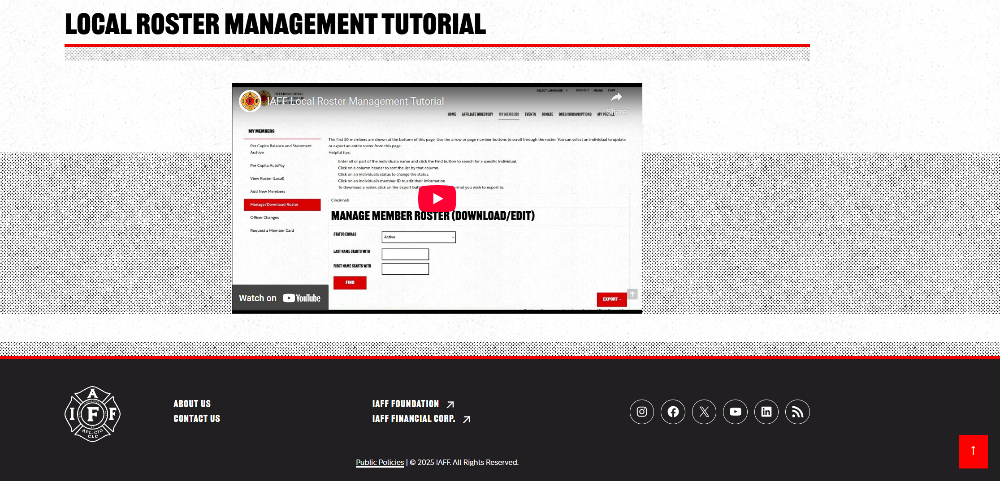 LOCAL ROSTER MANAGEMENT TUTORIAL
INTERNATIONAL
IAFF Local Roster Management Tutorial
SELECT LANGUAGE ▼ SIGN OUT FRANK CART
Share
HOME AFFILIATE DIRECTORY MY MEMBERS EVENTS DONATE DUES/SUBSCRIPTIONS MY PROFILE
MY MEMBERS
Per Capita Balance and Statement
Archive
Per Capita AutoPay
View Roster (Local)
Add New Members
Manage/Download Roster
Officer Changes
Request a Member Card
The first 50 members are shown at the bottom of this page. Use the arrow or page number buttons to scroll through the roster. You can select an individual to update
or export an entire roster from this page.
Helpful tips:
Enter all or part of the individual's name and click the Find button to search for a specific individual.
Click on a column header to sort the list by that column.
Click on an individual's status to change the status.
Click on an individual's member ID to edit their information.
To download a roster, click on the Export you wish to export to.
Cincinnati
MANAGE MEMBER ROSTER (DOWNLOAD/EDIT)
STATUS EQUALS Active
LAST NAME STARTS WITH
FIRST NAME STARTS WITH
FIND
EXPORT
Watch on YouTube
A
I F F
F
ORGANIZED
AFL-CIO
CLC
ABOUT US
CONTACT US
IAFF FOUNDATION
IAFF FINANCIAL CORP.
Public Policies | © 2025 IAFF. All Rights Reserved.